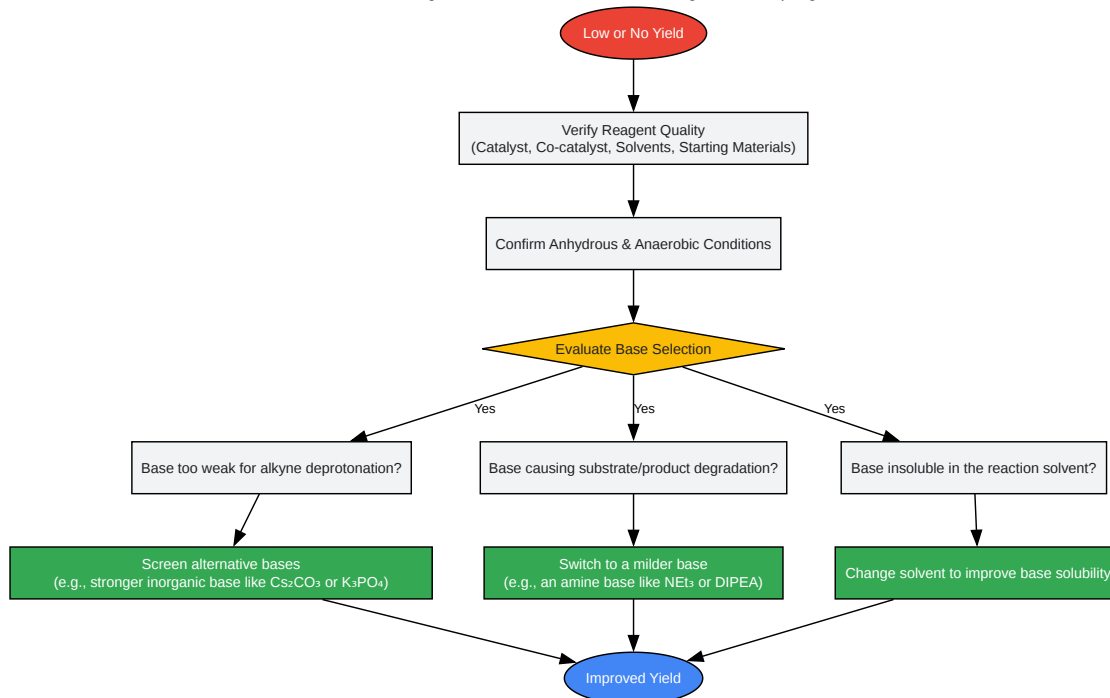 Low or No Yield
Verify Reagent Quality
(Catalyst, Co-catalyst, Solvents, Starting Materials)
Confirm Anhydrous & Anaerobic Conditions
Evaluate Base Selection
Yes
Yes
Yes
Base too weak for alkyne deprotonation?
Base causing substrate/product degradation?
Base insoluble in the reaction solvent?
Screen alternative bases
(e.g., stronger inorganic base like Cs₂CO₃ or K₃PO₄)
Switch to a milder base
(e.g., an amine base like NEt₃ or DIPEA)
Change solvent to improve base solubility
Improved Yield